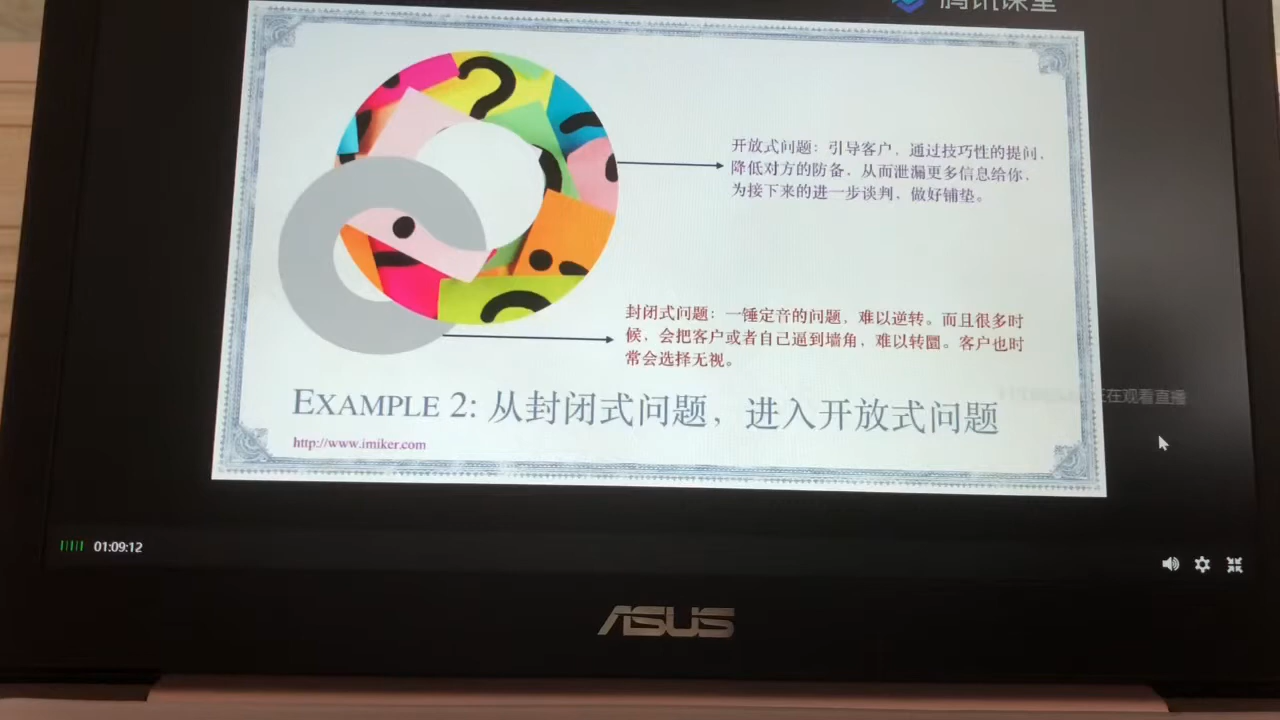 腾讯课堂
开放式问题：引导客户，通过技巧性的提问，
降低对方的防备，从而泄漏更多信息给你，
为接下来的进一步谈判，做好铺垫。
封闭式问题：一锤定音的问题，难以逆转。而且很多时
候，会把客户或者自己逼到墙角，难以转圜。客户也时
常会选择无视。
正在观看直播
EXAMPLE 2: 从封闭式问题，进入开放式问题
http://www.imiker.com
01:09:12
ASUS